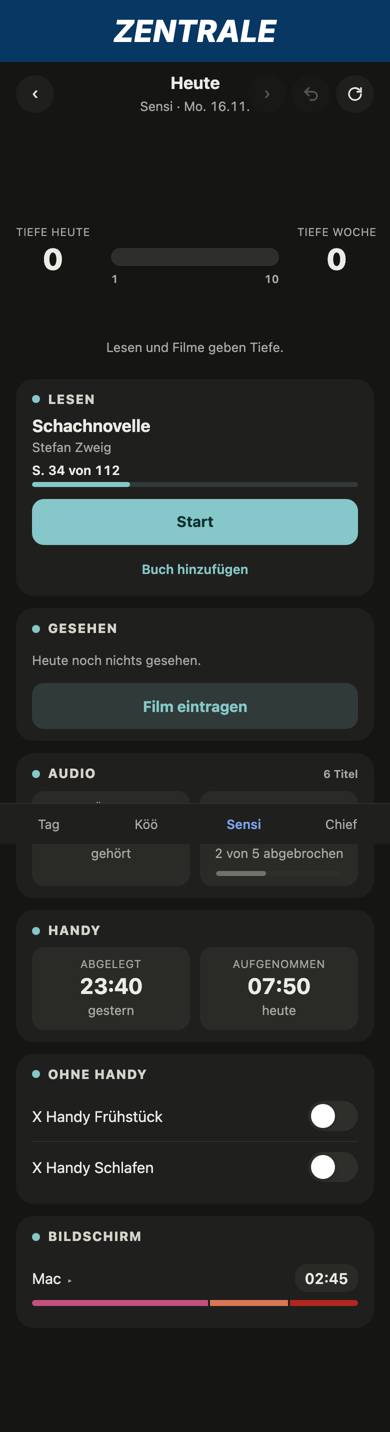 ZENTRALE
Heute
Sensi · Mo. 16.11.
TIEFE HEUTE
0
TIEFE WOCHE
0
1
10
Lesen und Filme geben Tiefe.
LESEN
Schachnovelle
Stefan Zweig
S. 34 von 112
Start
Buch hinzufügen
GESEHEN
Heute noch nichts gesehen.
Film eintragen
AUDIO
6 Titel
Tag
Köö
Sensi
Chief
gehört
2 von 5 abgebrochen
HANDY
ABGELEGT
23:40
gestern
AUFGENOMMEN
07:50
heute
OHNE HANDY
X Handy Frühstück
X Handy Schlafen
BILDSCHIRM
Mac
02:45